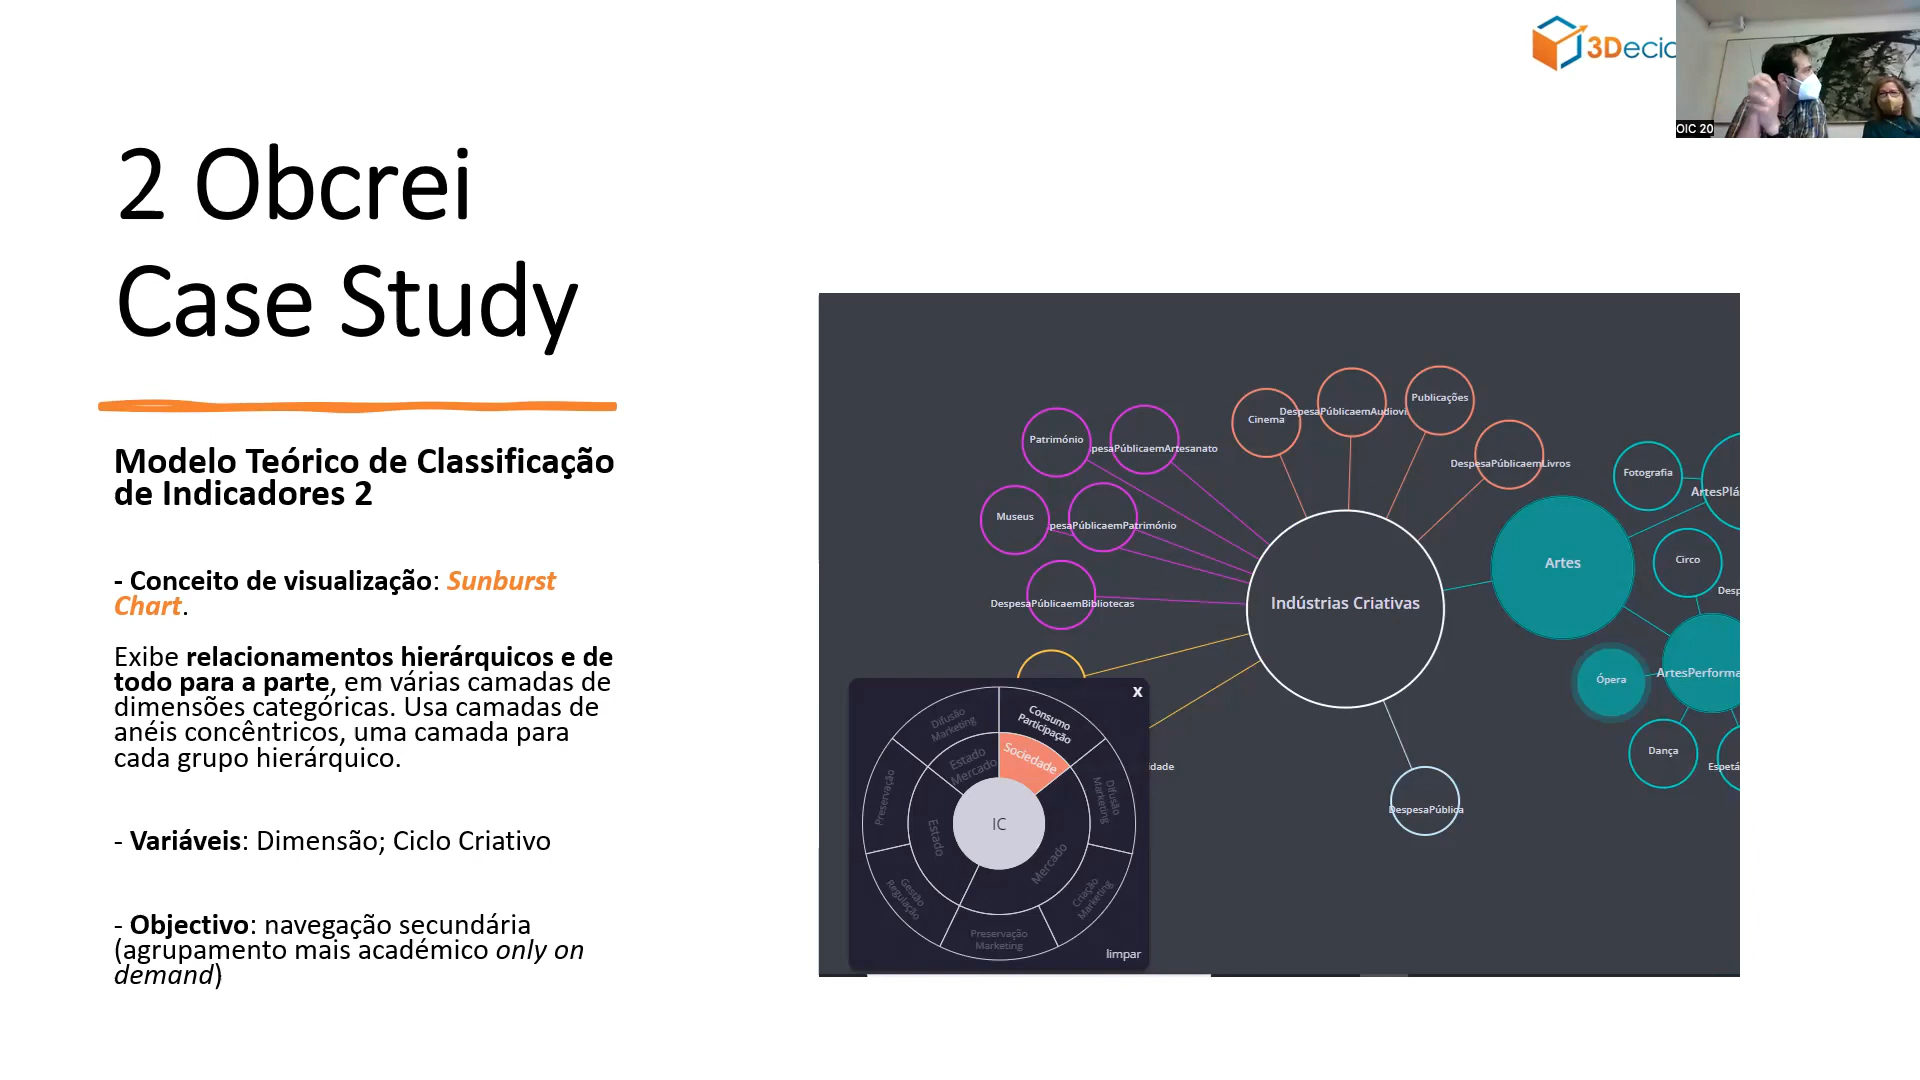 3Decid
OIC 20
2 Obcrei
Case Study
Modelo Teórico de Classificação
de Indicadores 2
- Conceito de visualização: Sunburst
Chart.
Exibe relacionamentos hierárquicos e de
todo para a parte, em várias camadas de
dimensões categóricas. Usa camadas de
anéis concêntricos, uma camada para
cada grupo hierárquico.
- Variáveis: Dimensão; Ciclo Criativo
- Objectivo: navegação secundária
(agrupamento mais académico only on
demand)
Património
pesaPúblicaemArtesanato
Cinema
DespesaPúblicaemAudiovi
Publicações
DespesaPúblicaemLivros
Museus
pesaPúblicaemPatrimónio
DespesaPúblicaemBibliotecas
Indústrias Criativas
Artes
Fotografia
ArtesPlá
Circo
Desp
Ópera
ArtesPerforma
Dança
Espetá
DespesaPública
idade
X
Difusão
Marketing
Consumo
Participação
Estado
Mercado
Sociedade
Preservação
Difusão
Marketing
IC
Estado
Mercado
Gestão
Regulação
Criação
Marketing
Preservação
Marketing
limpar